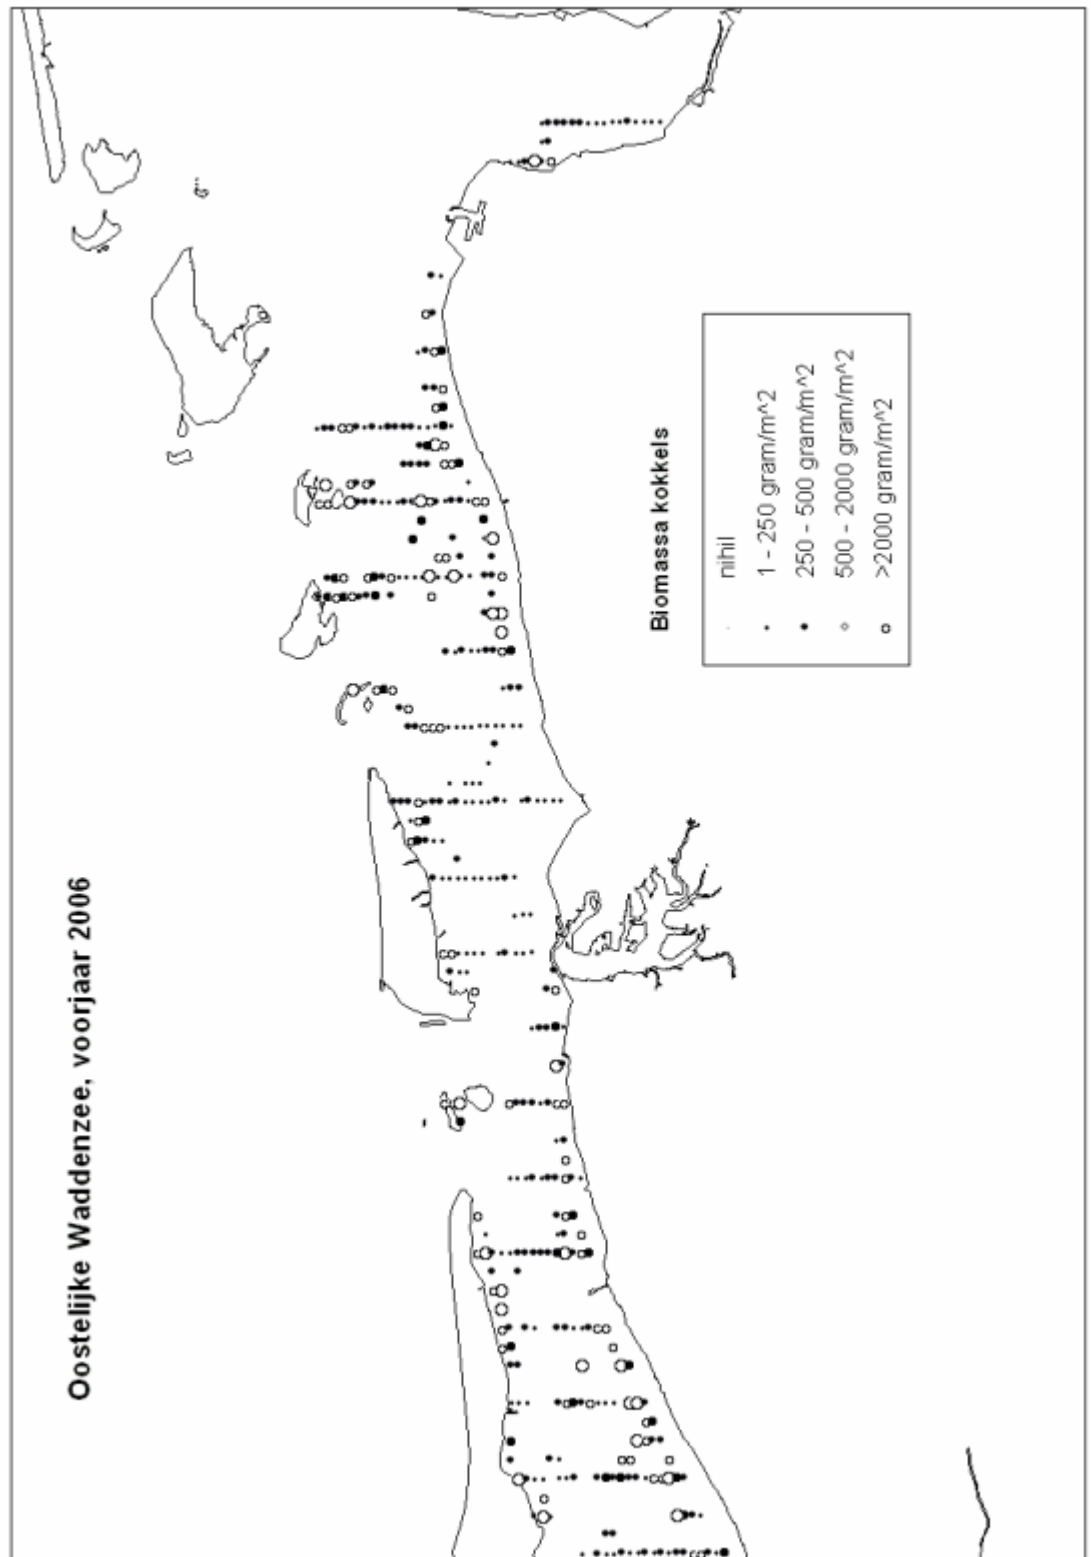 Oostelijke Waddenzee, voorjaar 2006
Biomassa kokkels
nihil
1 - 250 gram/m^2
250 - 500 gram/m^2
500 - 2000 gram/m^2
>2000 gram/m^2